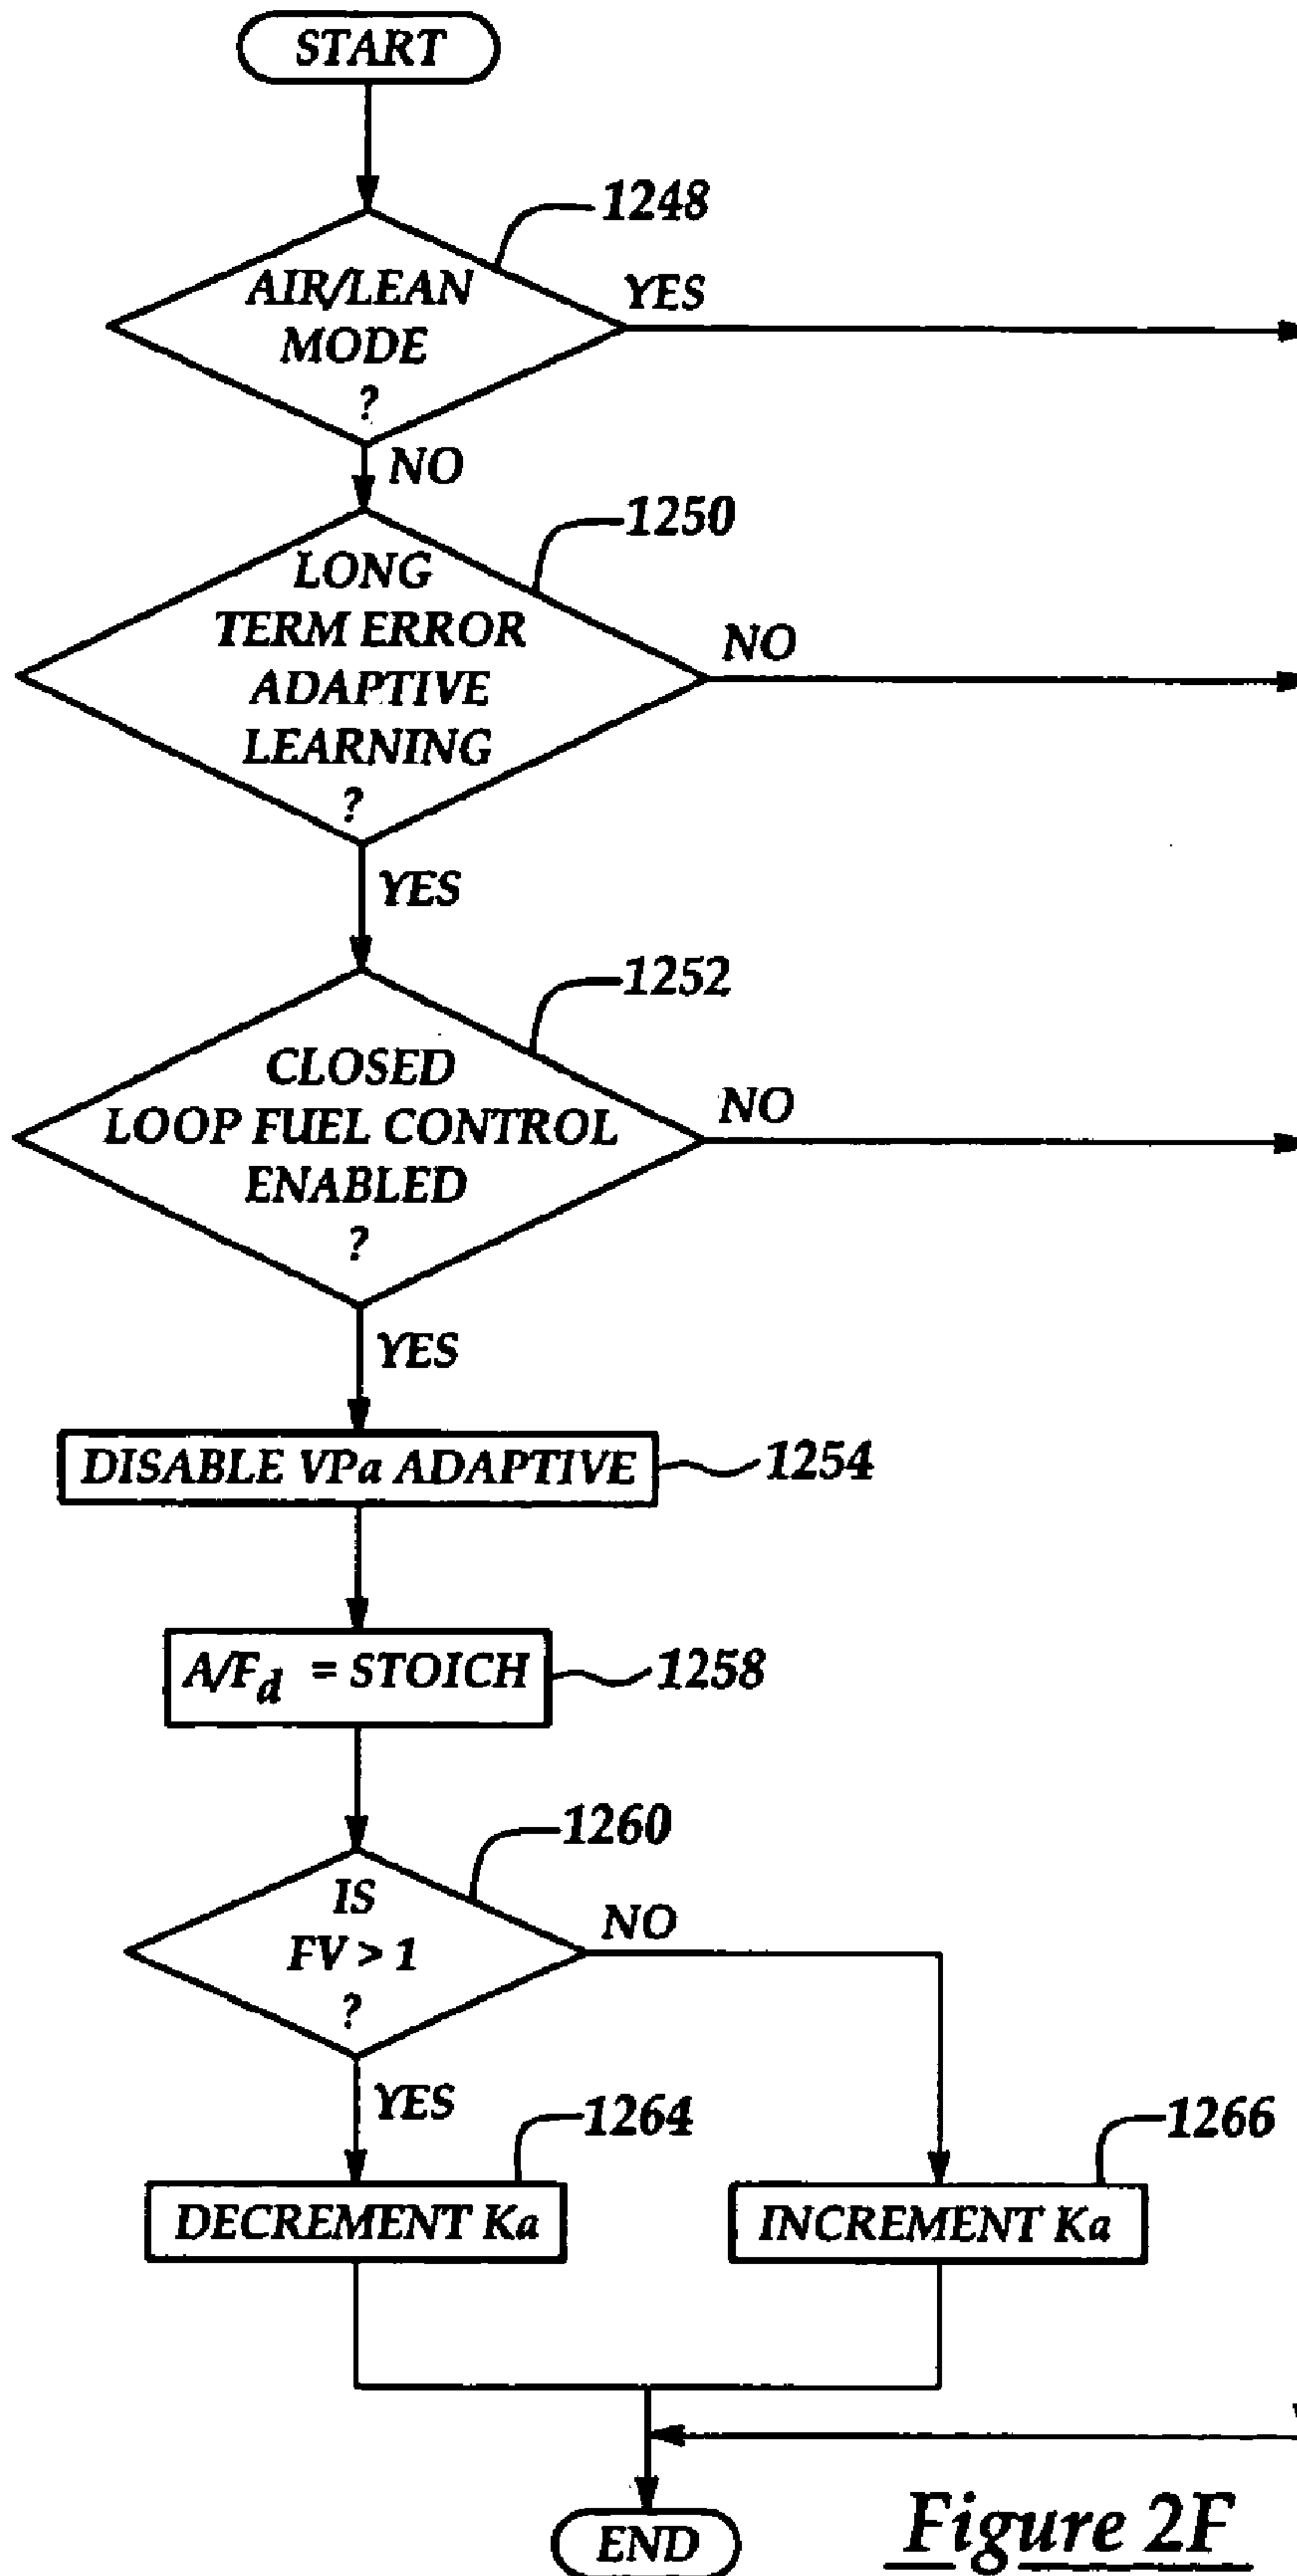 START
1248
AIR/LEAN
MODE
?
YES
NO
1250
LONG
TERM ERROR
ADAPTIVE
LEARNING
?
NO
YES
1252
CLOSED
LOOP FUEL CONTROL
ENABLED
?
NO
YES
DISABLE VPa ADAPTIVE
1254
A/Fd = STOICH
1258
1260
IS
FV > 1
?
NO
YES
1264
1266
DECREMENT Ka
INCREMENT Ka
END
Figure 2F